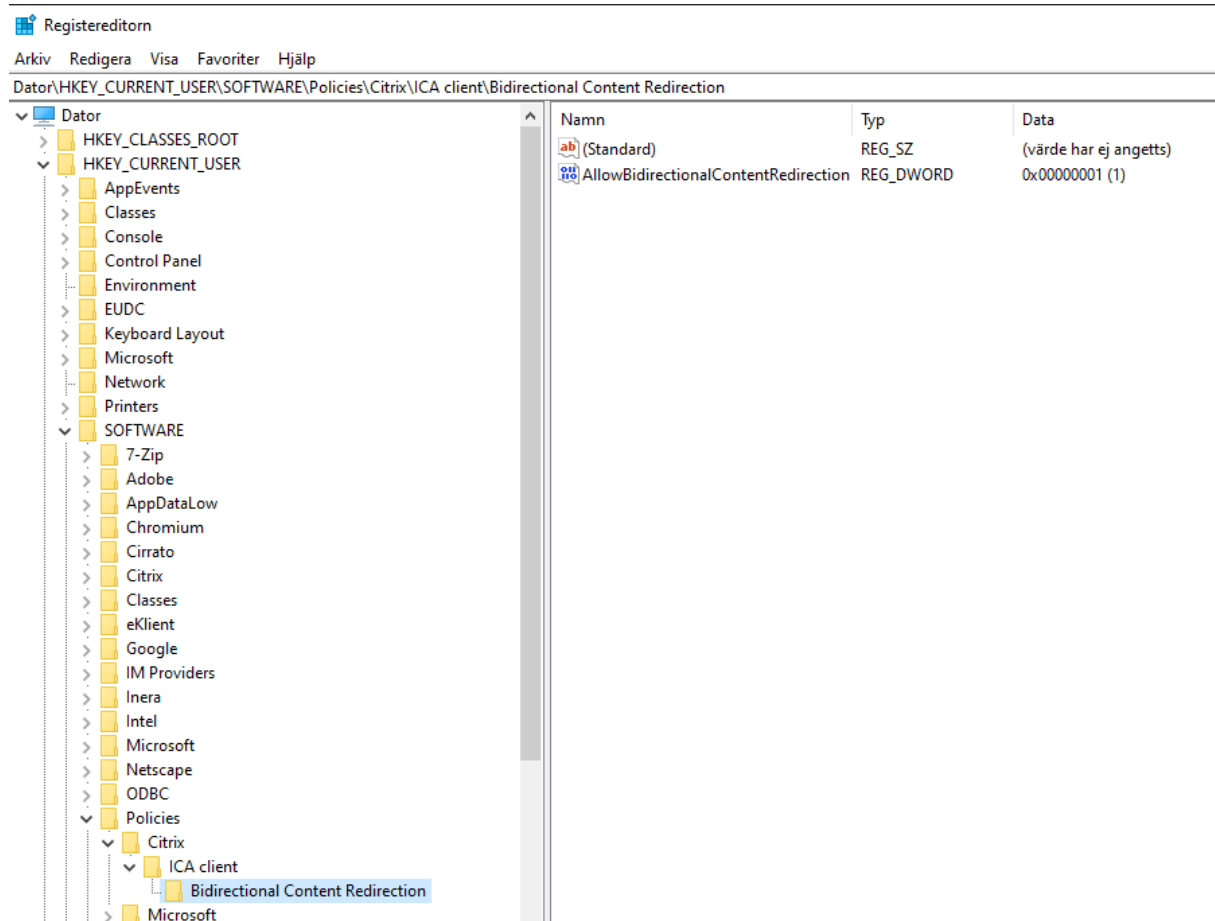 Registereditorn
Arkiv Redigera Visa Favoriter Hjälp
Dator\HKEY_CURRENT_USER\SOFTWARE\Policies\Citrix\ICA client\Bidirectional Content Redirection
Dator
HKEY_CLASSES_ROOT
HKEY_CURRENT_USER
AppEvents
Classes
Console
Control Panel
Environment
EUDC
Keyboard Layout
Microsoft
Network
Printers
SOFTWARE
7-Zip
Adobe
AppDataLow
Chromium
Cirrato
Citrix
Classes
eKlient
Google
IM Providers
Inera
Intel
Microsoft
Netscape
ODBC
Policies
Citrix
ICA client
Bidirectional Content Redirection
Microsoft
Namn Typ Data
(Standard) REG_SZ (värde har ej angetts)
AllowBidirectionalContentRedirection REG_DWORD 0x00000001 (1)